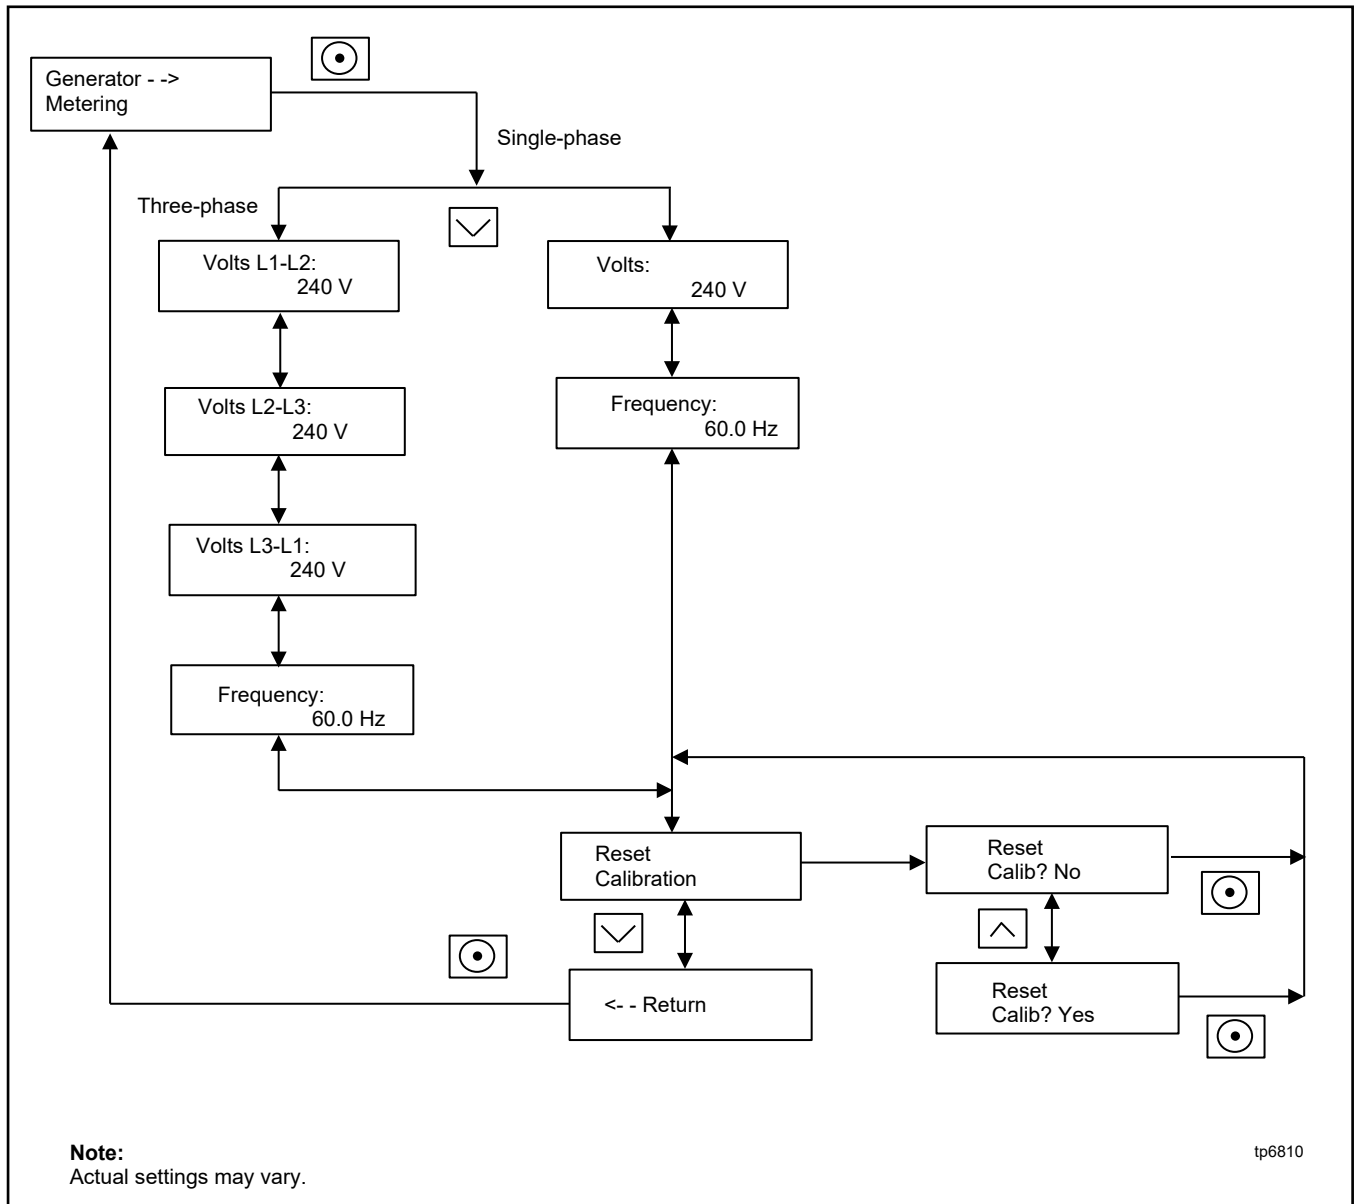 Generator - ->
Metering
Single-phase
Three-phase
Volts L1-L2:
240 V
Volts:
240 V
Volts L2-L3:
240 V
Frequency:
60.0 Hz
Volts L3-L1:
240 V
Frequency:
60.0 Hz
Reset
Calibration
Reset
Calib? No
<- - Return
Reset
Calib? Yes
Note:
Actual settings may vary.
tp6810